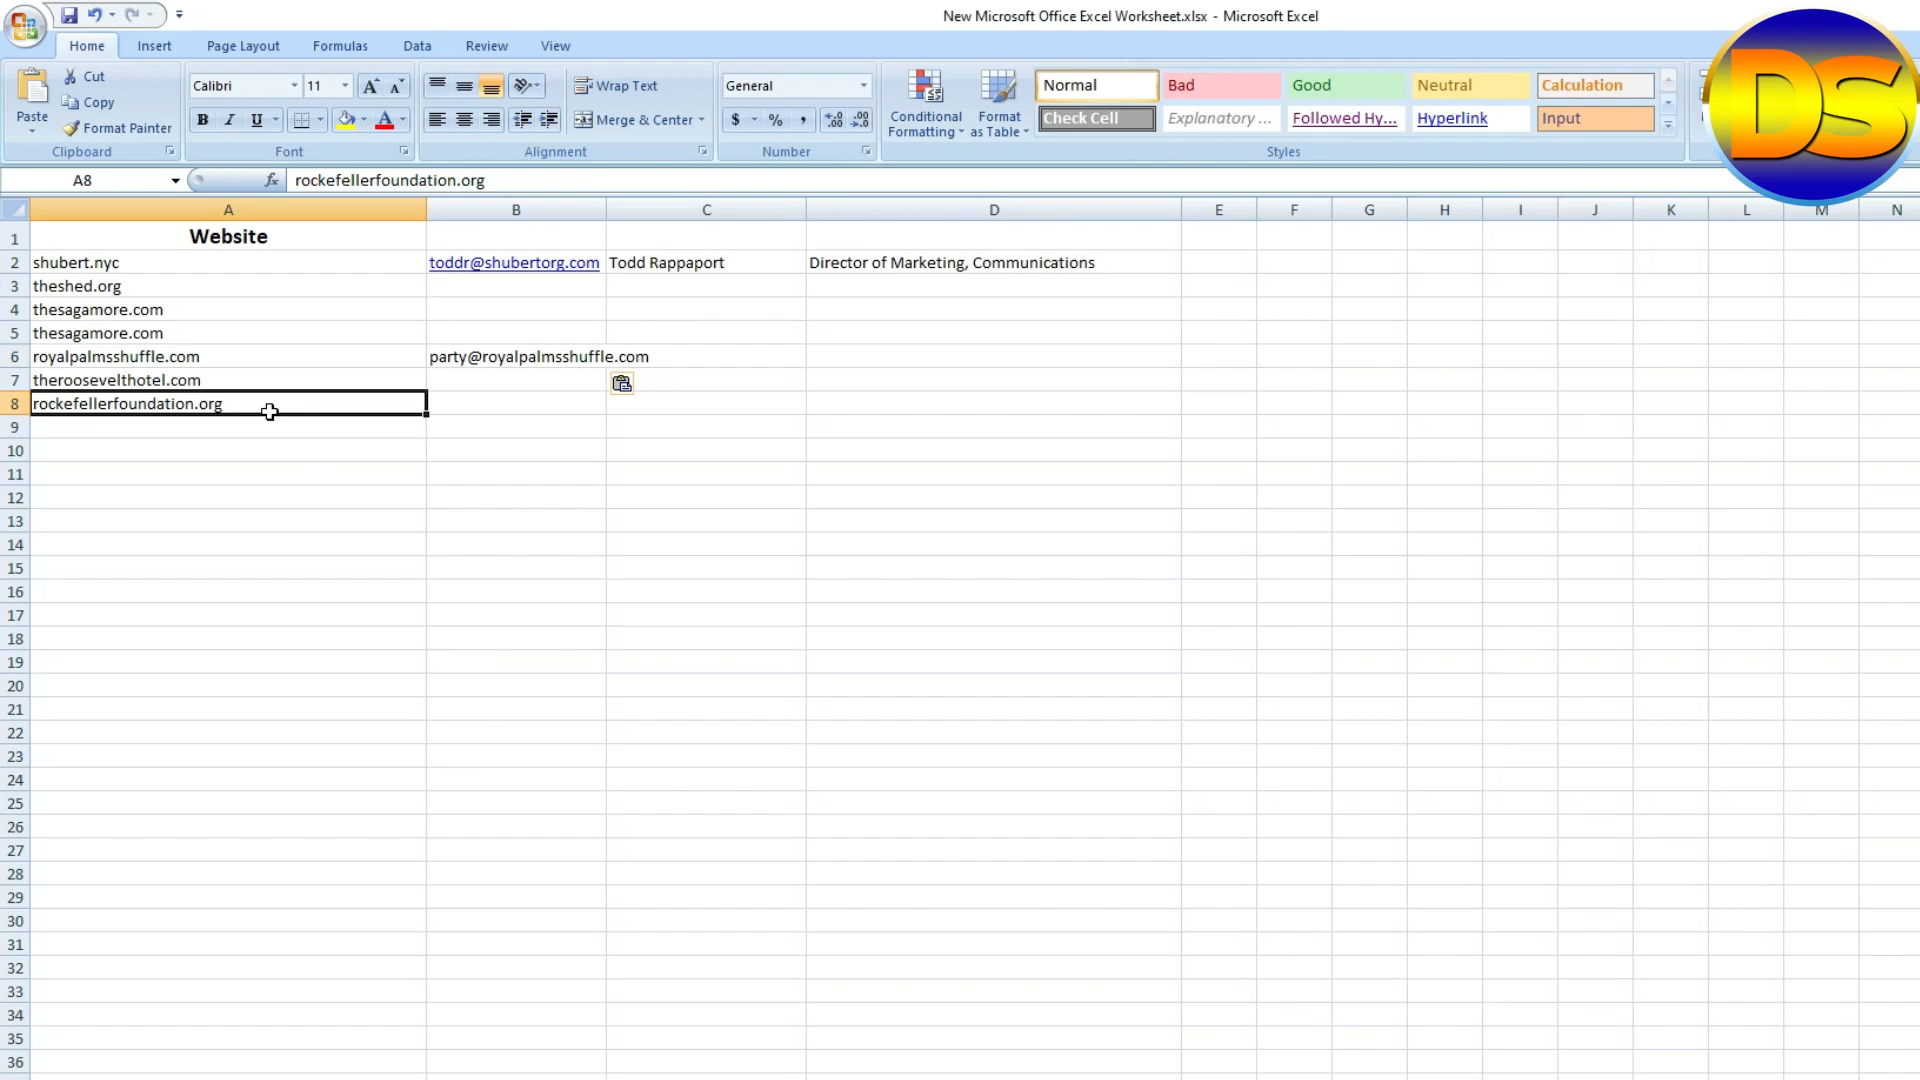 New Microsoft Office Excel Worksheet.xlsx - Microsoft Excel
Home Insert Page Layout Formulas Data Review View
Paste
Cut
Copy
Format Painter
Clipboard
Calibri 11
B I U
Font
Wrap Text
Merge & Center
Alignment
General
$ % ,
Number
Conditional Formatting
Format as Table
Normal Bad Good Neutral Calculation
Check Cell Explanatory ... Followed Hy... Hyperlink Input
Styles
DS
A8 fx rockefellerfoundation.org
A B C D E F G H I J K L M N
1 Website
2 shubert.nyc toddr@shubertorg.com Todd Rappaport Director of Marketing, Communications
3 theshed.org
4 thesagamore.com
5 thesagamore.com
6 royalpalmsshuffle.com party@royalpalmsshuffle.com
7 theroosevelthotel.com
8 rockefellerfoundation.org
9
10
11
12
13
14
15
16
17
18
19
20
21
22
23
24
25
26
27
28
29
30
31
32
33
34
35
36